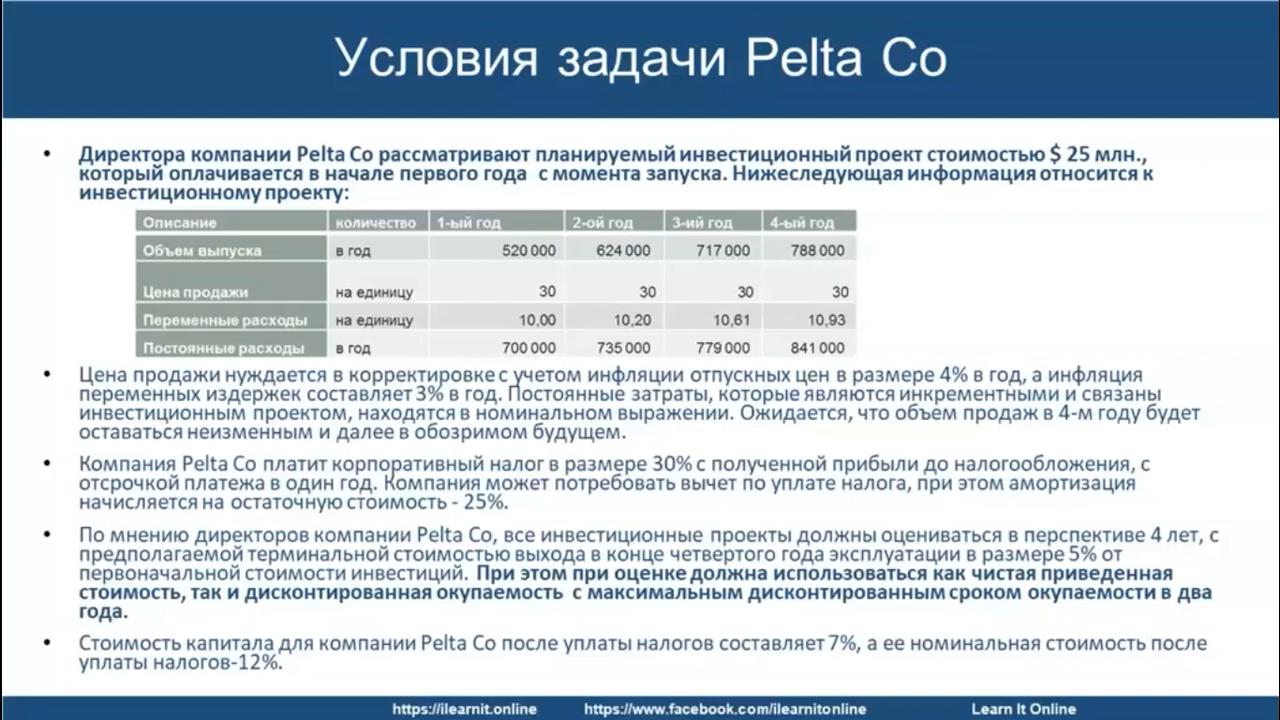 Условия задачи Pelta Co
• Директора компании Pelta Co рассматривают планируемый инвестиционный проект стоимостью $ 25 млн.,
который оплачивается в начале первого года с момента запуска. Нижеследующая информация относится к
инвестиционному проекту:
Описание количество 1-ый год 2-ой год 3-ий год 4-ый год
Объем выпуска в год 520 000 624 000 717 000 788 000
Цена продажи на единицу 30 30 30 30
Переменные расходы на единицу 10,00 10,20 10,61 10,93
Постоянные расходы в год 700 000 735 000 779 000 841 000
• Цена продажи нуждается в корректировке с учетом инфляции отпускных цен в размере 4% в год, а инфляция
переменных издержек составляет 3% в год. Постоянные затраты, которые являются инкрементными и связаны
инвестиционным проектом, находятся в номинальном выражении. Ожидается, что объем продаж в 4-м году будет
оставаться неизменным и далее в обозримом будущем.
• Компания Pelta Co платит корпоративный налог в размере 30% с полученной прибыли до налогообложения, с
отсрочкой платежа в один год. Компания может потребовать вычет по уплате налога, при этом амортизация
начисляется на остаточную стоимость - 25%.
• По мнению директоров компании Pelta Co, все инвестиционные проекты должны оцениваться в перспективе 4 лет, с
предполагаемой терминальной стоимостью выхода в конце четвертого года эксплуатации в размере 5% от
первоначальной стоимости инвестиций. При этом при оценке должна использоваться как чистая приведенная
стоимость, так и дисконтированная окупаемость с максимальным дисконтированным сроком окупаемости в два
года.
• Стоимость капитала для компании Pelta Co после уплаты налогов составляет 7%, а ее номинальная стоимость после
уплаты налогов-12%.
https://ilearnit.online https://www.facebook.com/ilearnitonline Learn It Online